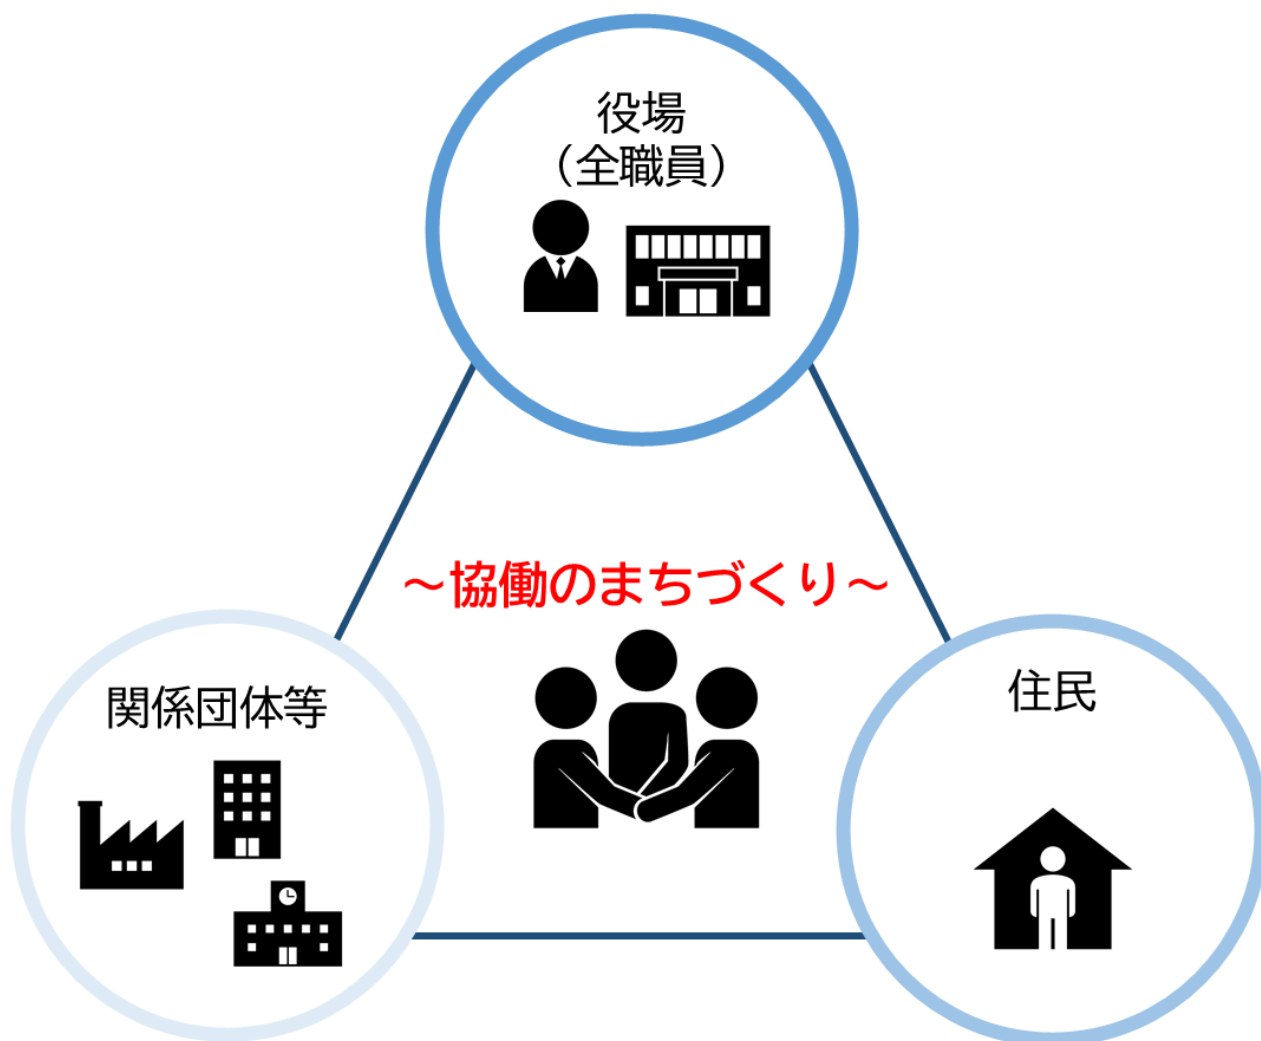 役場
（全職員）
～協働のまちづくり～
関係団体等
住民